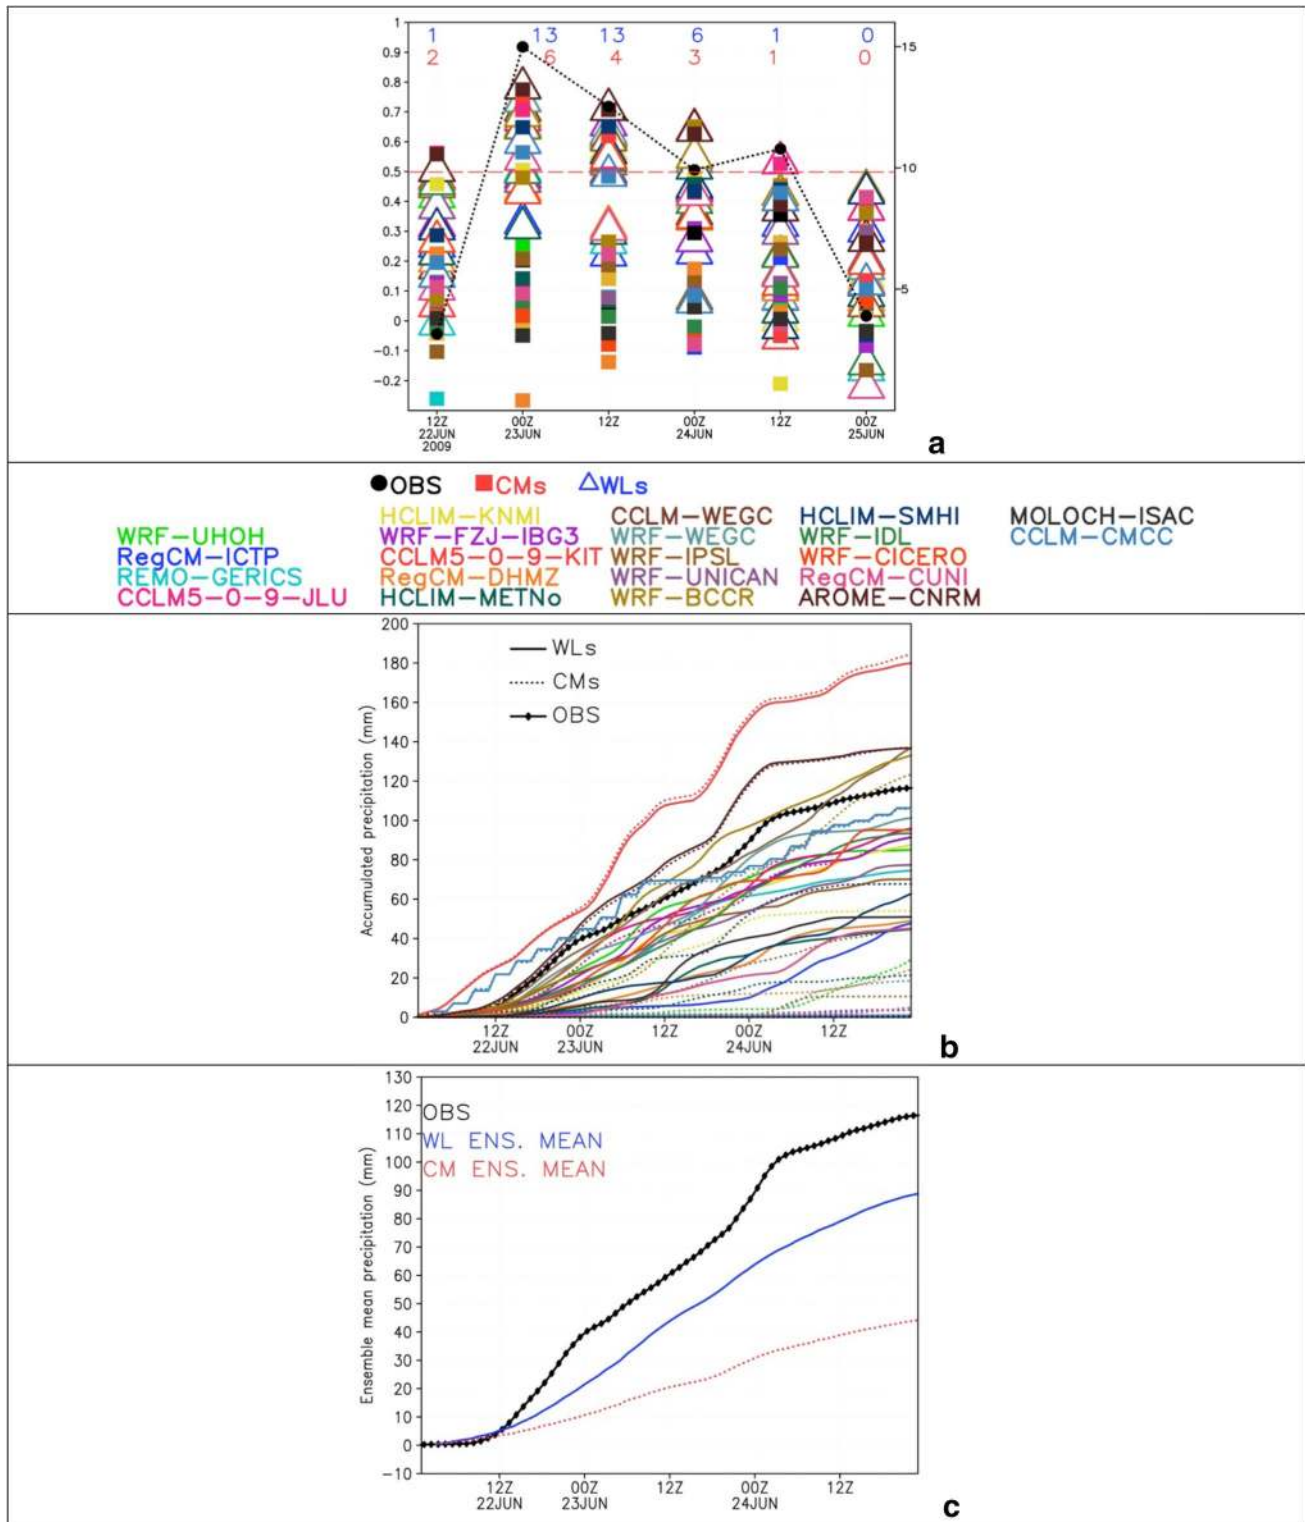 1 13 13 6 1 0
2 6 4 3 1 0
1
0.9
0.8
0.7
0.6
0.5
0.4
0.3
0.2
0.1
0
-0.1
-0.2
15
10
5
12Z 00Z 12Z 00Z 12Z 00Z
22JUN 23JUN 24JUN 25JUN
2009
a
OBS CMs WLs
HCLIM-KNMI CCLM-WEGC HCLIM-SMHI MOLOCH-ISAC
WRF-UHOH WRF-FZJ-IBG3 WRF-WEGC WRF-IDL CCLM-CMCC
RegCM-ICTP CCLM5-0-9-KIT WRF-IPSL WRF-CICERO
REMO-GERICS RegCM-DHMZ WRF-UNICAN RegCM-CUNI
CCLM5-0-9-JLU HCLIM-METNo WRF-BCCR AROME-CNRM
Accumulated precipitation (mm)
200
180
160
140
120
100
80
60
40
20
0
WLs
CMs
OBS
12Z 00Z 12Z 00Z 12Z
22JUN 23JUN 24JUN
b
Ensemble mean precipitation (mm)
130
120
110
100
90
80
70
60
50
40
30
20
10
0
-10
OBS
WL ENS. MEAN
CM ENS. MEAN
12Z 00Z 12Z 00Z 12Z
22JUN 23JUN 24JUN
c